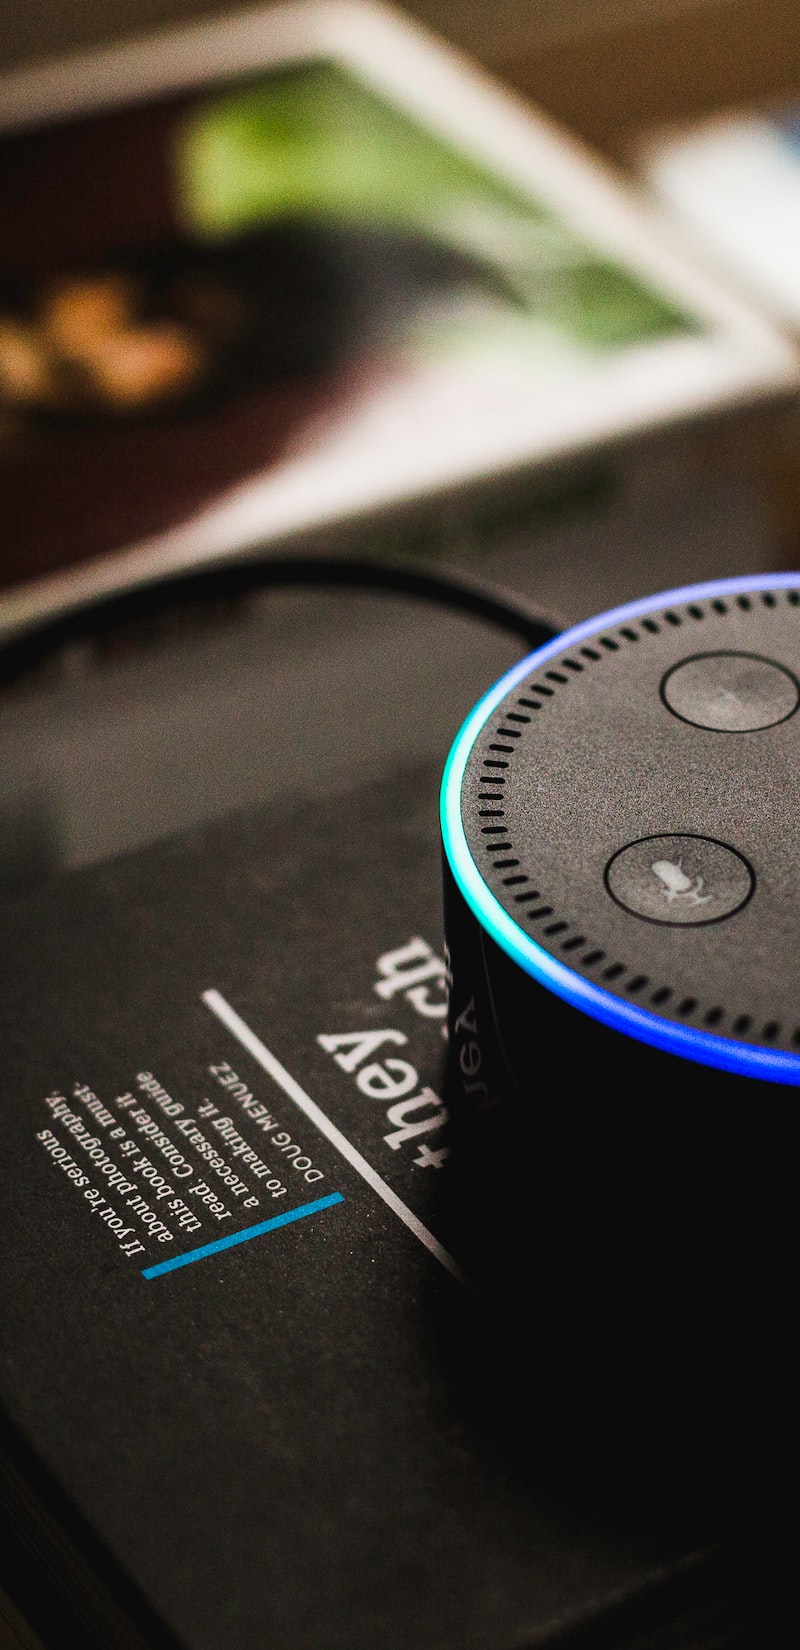 they
ch
If you're serious
about photography,
this book is a must-
read. Consider it
a necessary guide
to making it.
DOUG MENUEZ